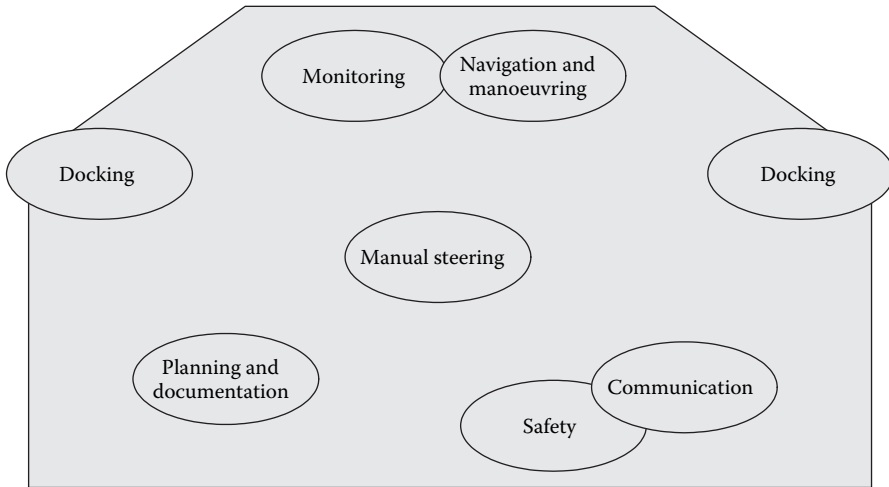 Monitoring
Navigation and
manoeuvring
Docking
Docking
Manual steering
Planning and
documentation
Communication
Safety